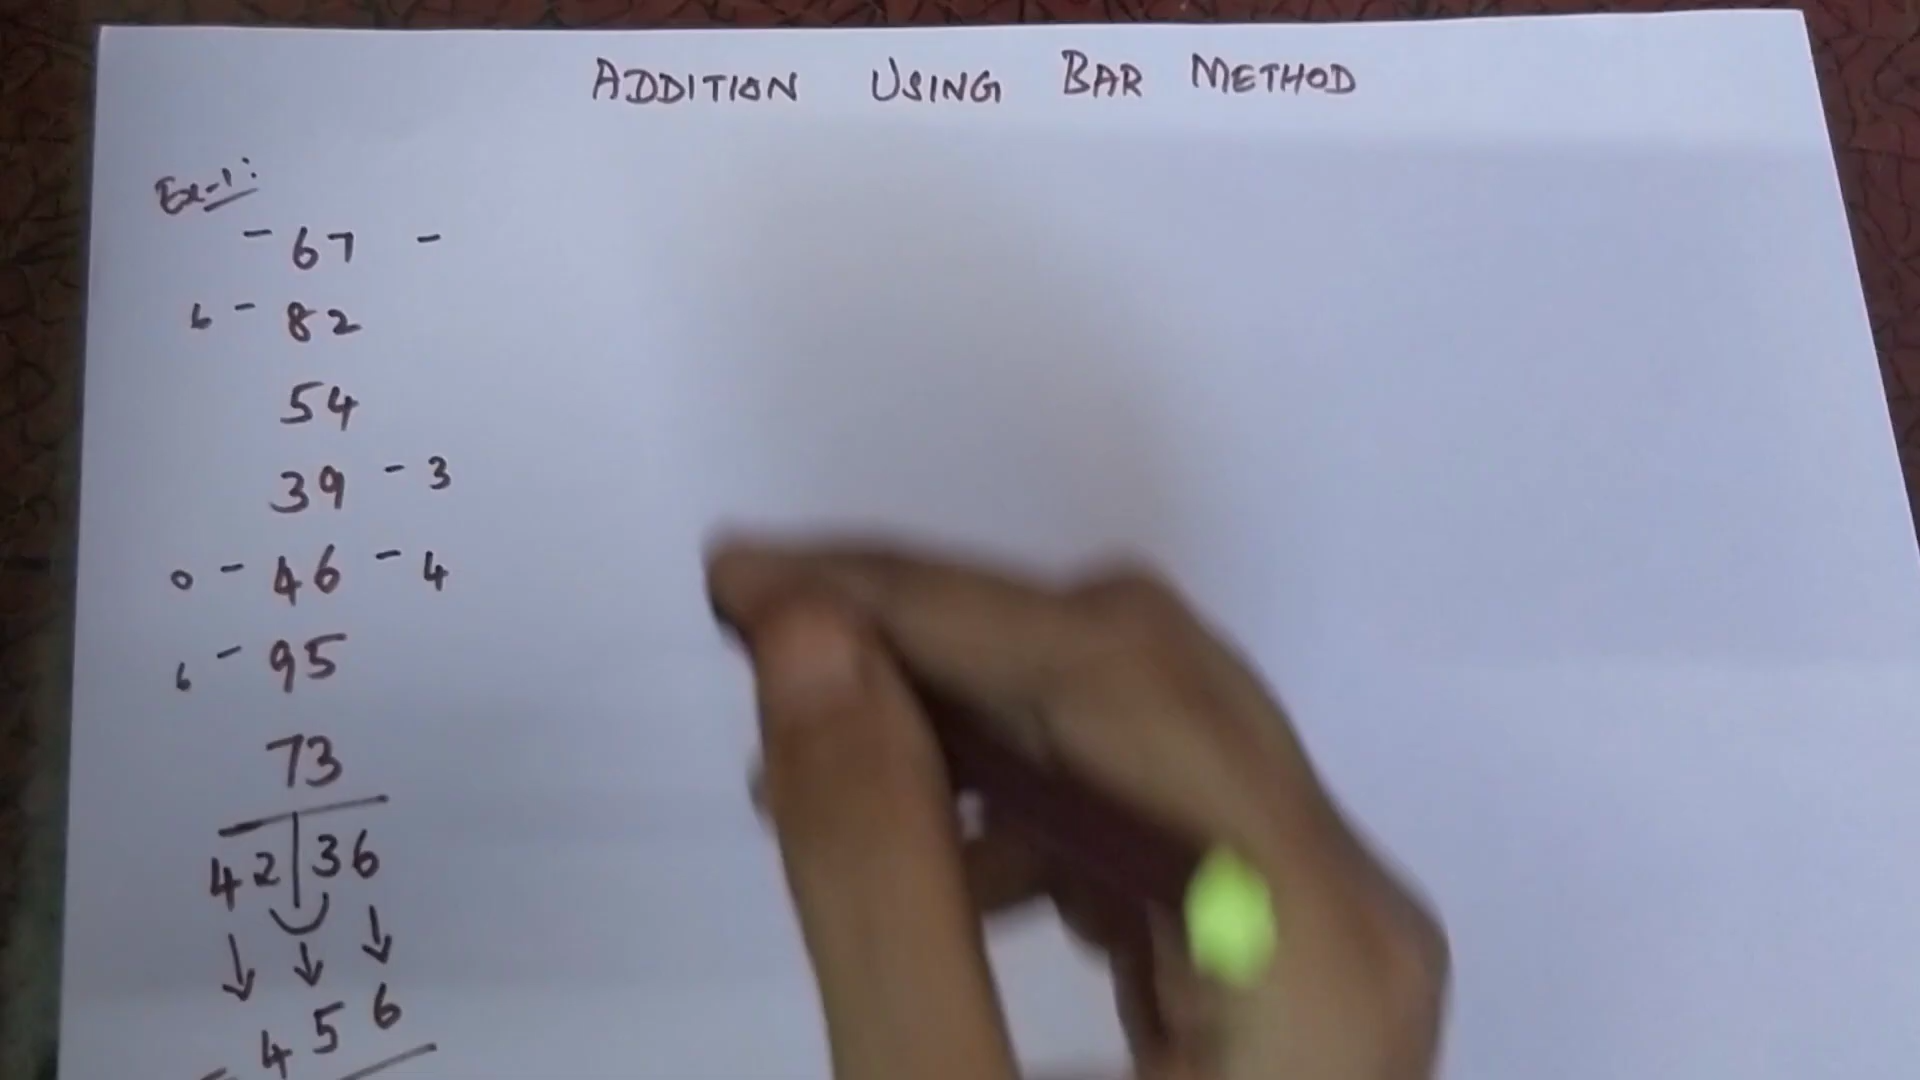 ADDITION USING BAR METHOD
Ex-1:
- 67 -
6 - 82
54
39 - 3
0 - 46 - 4
6 - 95
73
42|36
↓ ↓ ↓
456